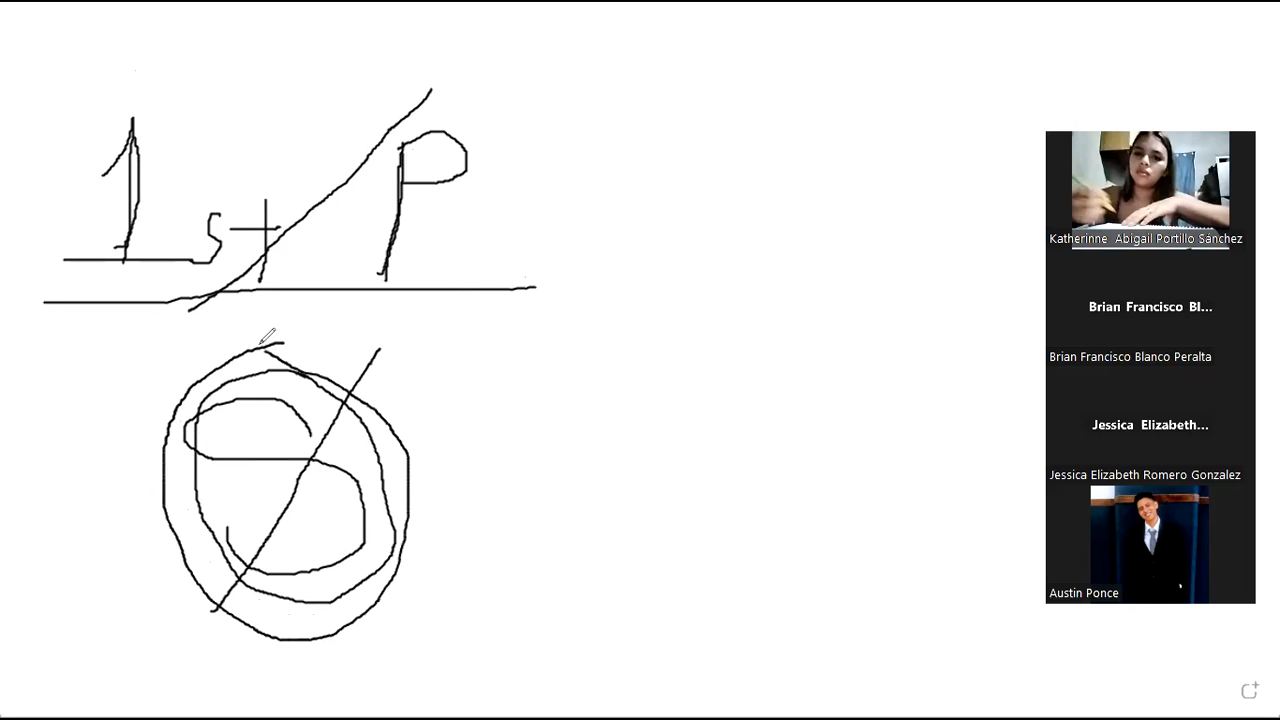 1st P
S
Katherinne Abigail Portillo Sánchez
Brian Francisco Bl...
Brian Francisco Blanco Peralta
Jessica Elizabeth...
Jessica Elizabeth Romero Gonzalez
Austin Ponce